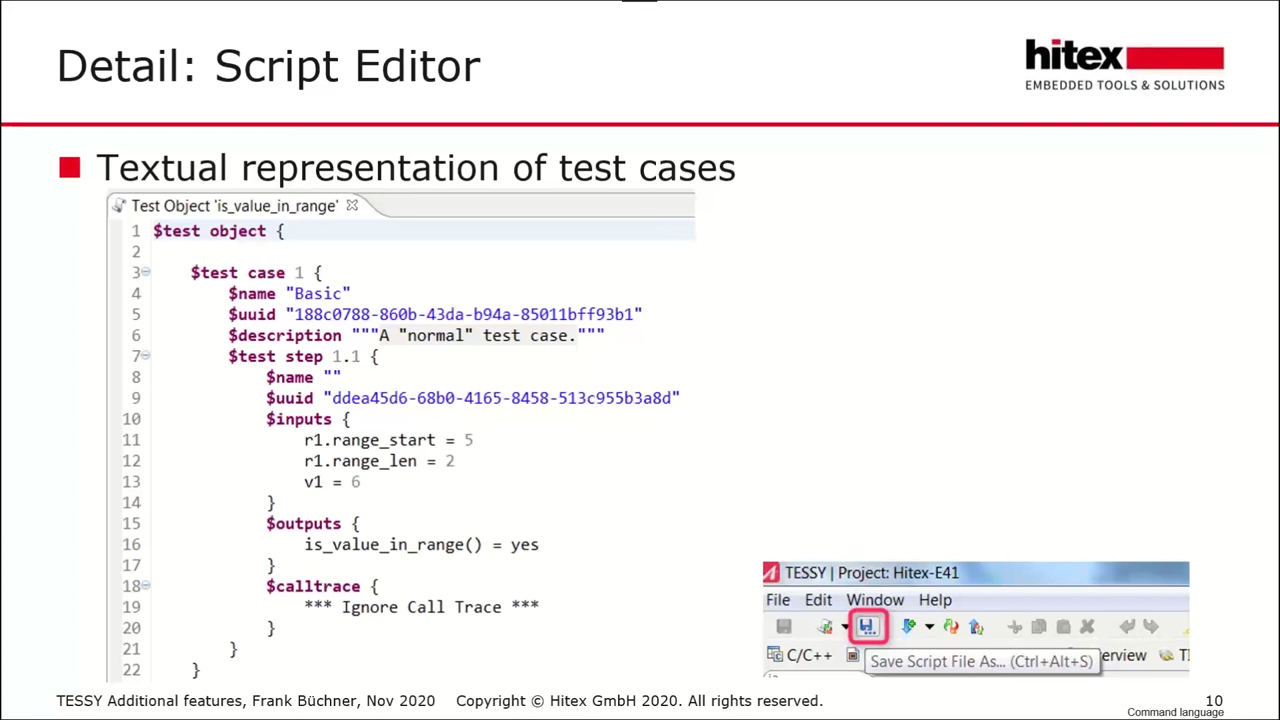 Detail: Script Editor
hitex
EMBEDDED TOOLS & SOLUTIONS
Textual representation of test cases
Test Object 'is_value_in_range'
1 $test object {
2
3 $test case 1 {
4 $name "Basic"
5 $uuid "188c0788-860b-43da-b94a-85011bff93b1"
6 $description """A "normal" test case."""
7 $test step 1.1 {
8 $name ""
9 $uuid "ddea45d6-68b0-4165-8458-513c955b3a8d"
10 $inputs {
11 r1.range_start = 5
12 r1.range_len = 2
13 v1 = 6
14 }
15 $outputs {
16 is_value_in_range() = yes
17 }
18 $calltrace {
19 *** Ignore Call Trace ***
20 }
21 }
22 }
TESSY | Project: Hitex-E41
File Edit Window Help
C/C++ Save Script File As... (Ctrl+Alt+S) erview
TESSY Additional features, Frank Büchner, Nov 2020 Copyright © Hitex GmbH 2020. All rights reserved. 10
Command language